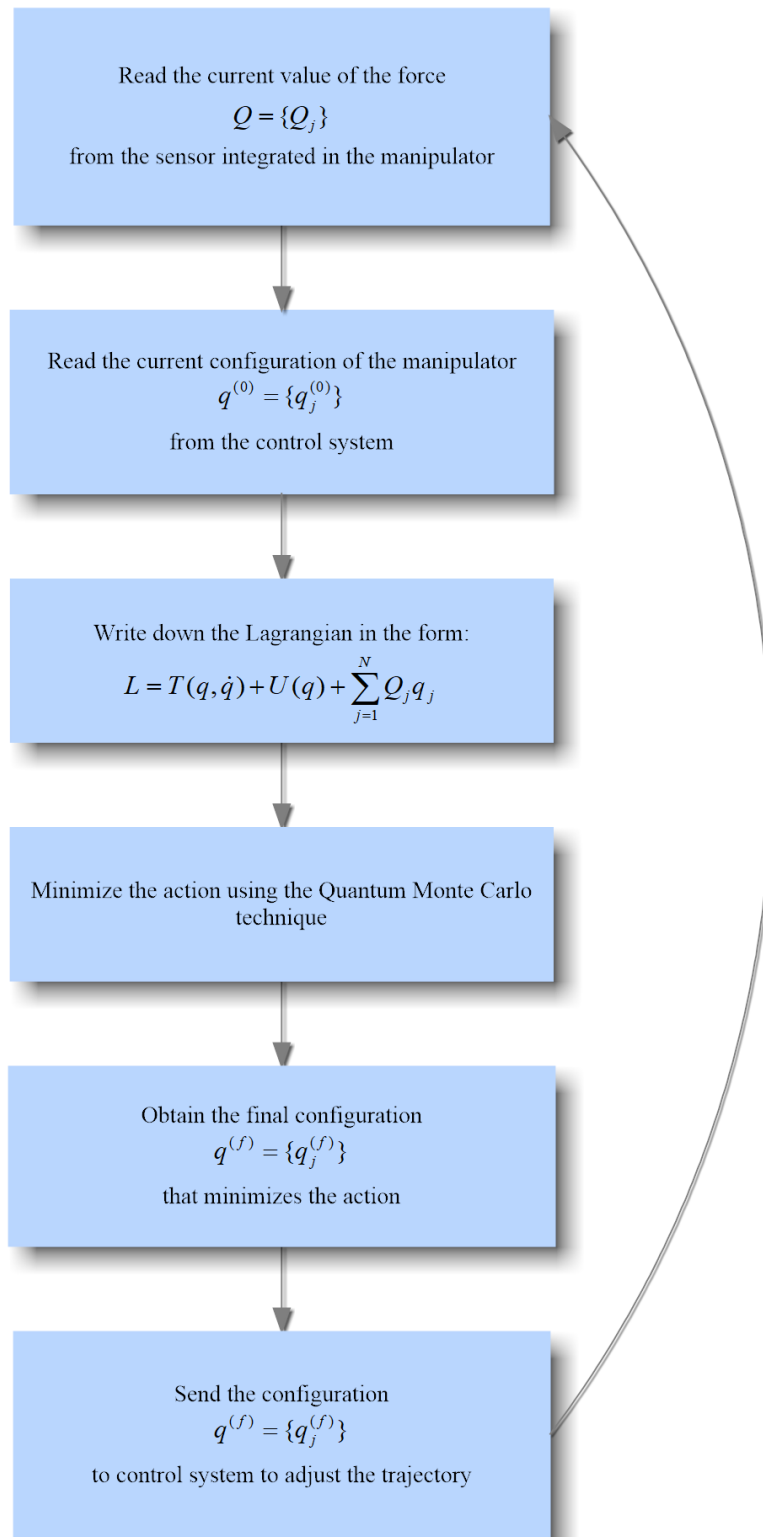 Read the current value of the force
Q = {Q_j}
from the sensor integrated in the manipulator
Read the current configuration of the manipulator
q^{(0)} = {q_j^{(0)}}
from the control system
Write down the Lagrangian in the form:
L = T(q, q̇) + U(q) + \sum_{j=1}^{N} Q_j q_j
Minimize the action using the Quantum Monte Carlo
technique
Obtain the final configuration
q^{(f)} = {q_j^{(f)}}
that minimizes the action
Send the configuration
q^{(f)} = {q_j^{(f)}}
to control system to adjust the trajectory